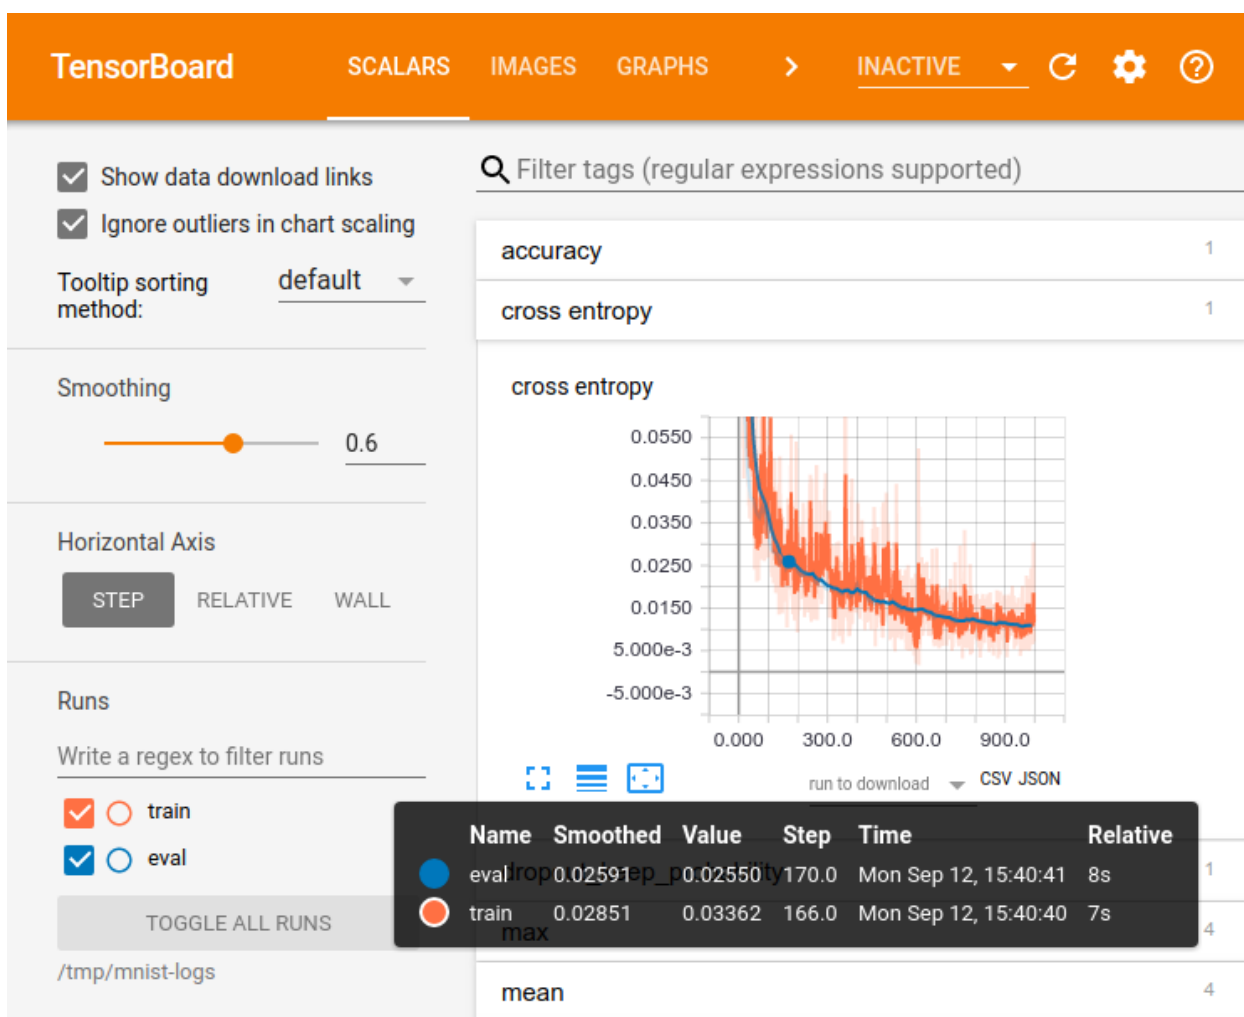 TensorBoard SCALARS IMAGES GRAPHS INACTIVE
Show data download links
Ignore outliers in chart scaling
Tooltip sorting method: default
Smoothing
0.6
Horizontal Axis
STEP RELATIVE WALL
Runs
Write a regex to filter runs
train
eval
TOGGLE ALL RUNS
/tmp/mnist-logs
Filter tags (regular expressions supported)
accuracy 1
cross entropy 1
cross entropy
0.0550
0.0450
0.0350
0.0250
0.0150
5.000e-3
-5.000e-3
0.000 300.0 600.0 900.0
run to download CSV JSON
Name Smoothed Value Step Time Relative
eval 0.02591 0.02550 170.0 Mon Sep 12, 15:40:41 8s
train 0.02851 0.03362 166.0 Mon Sep 12, 15:40:40 7s
1
max 4
mean 4